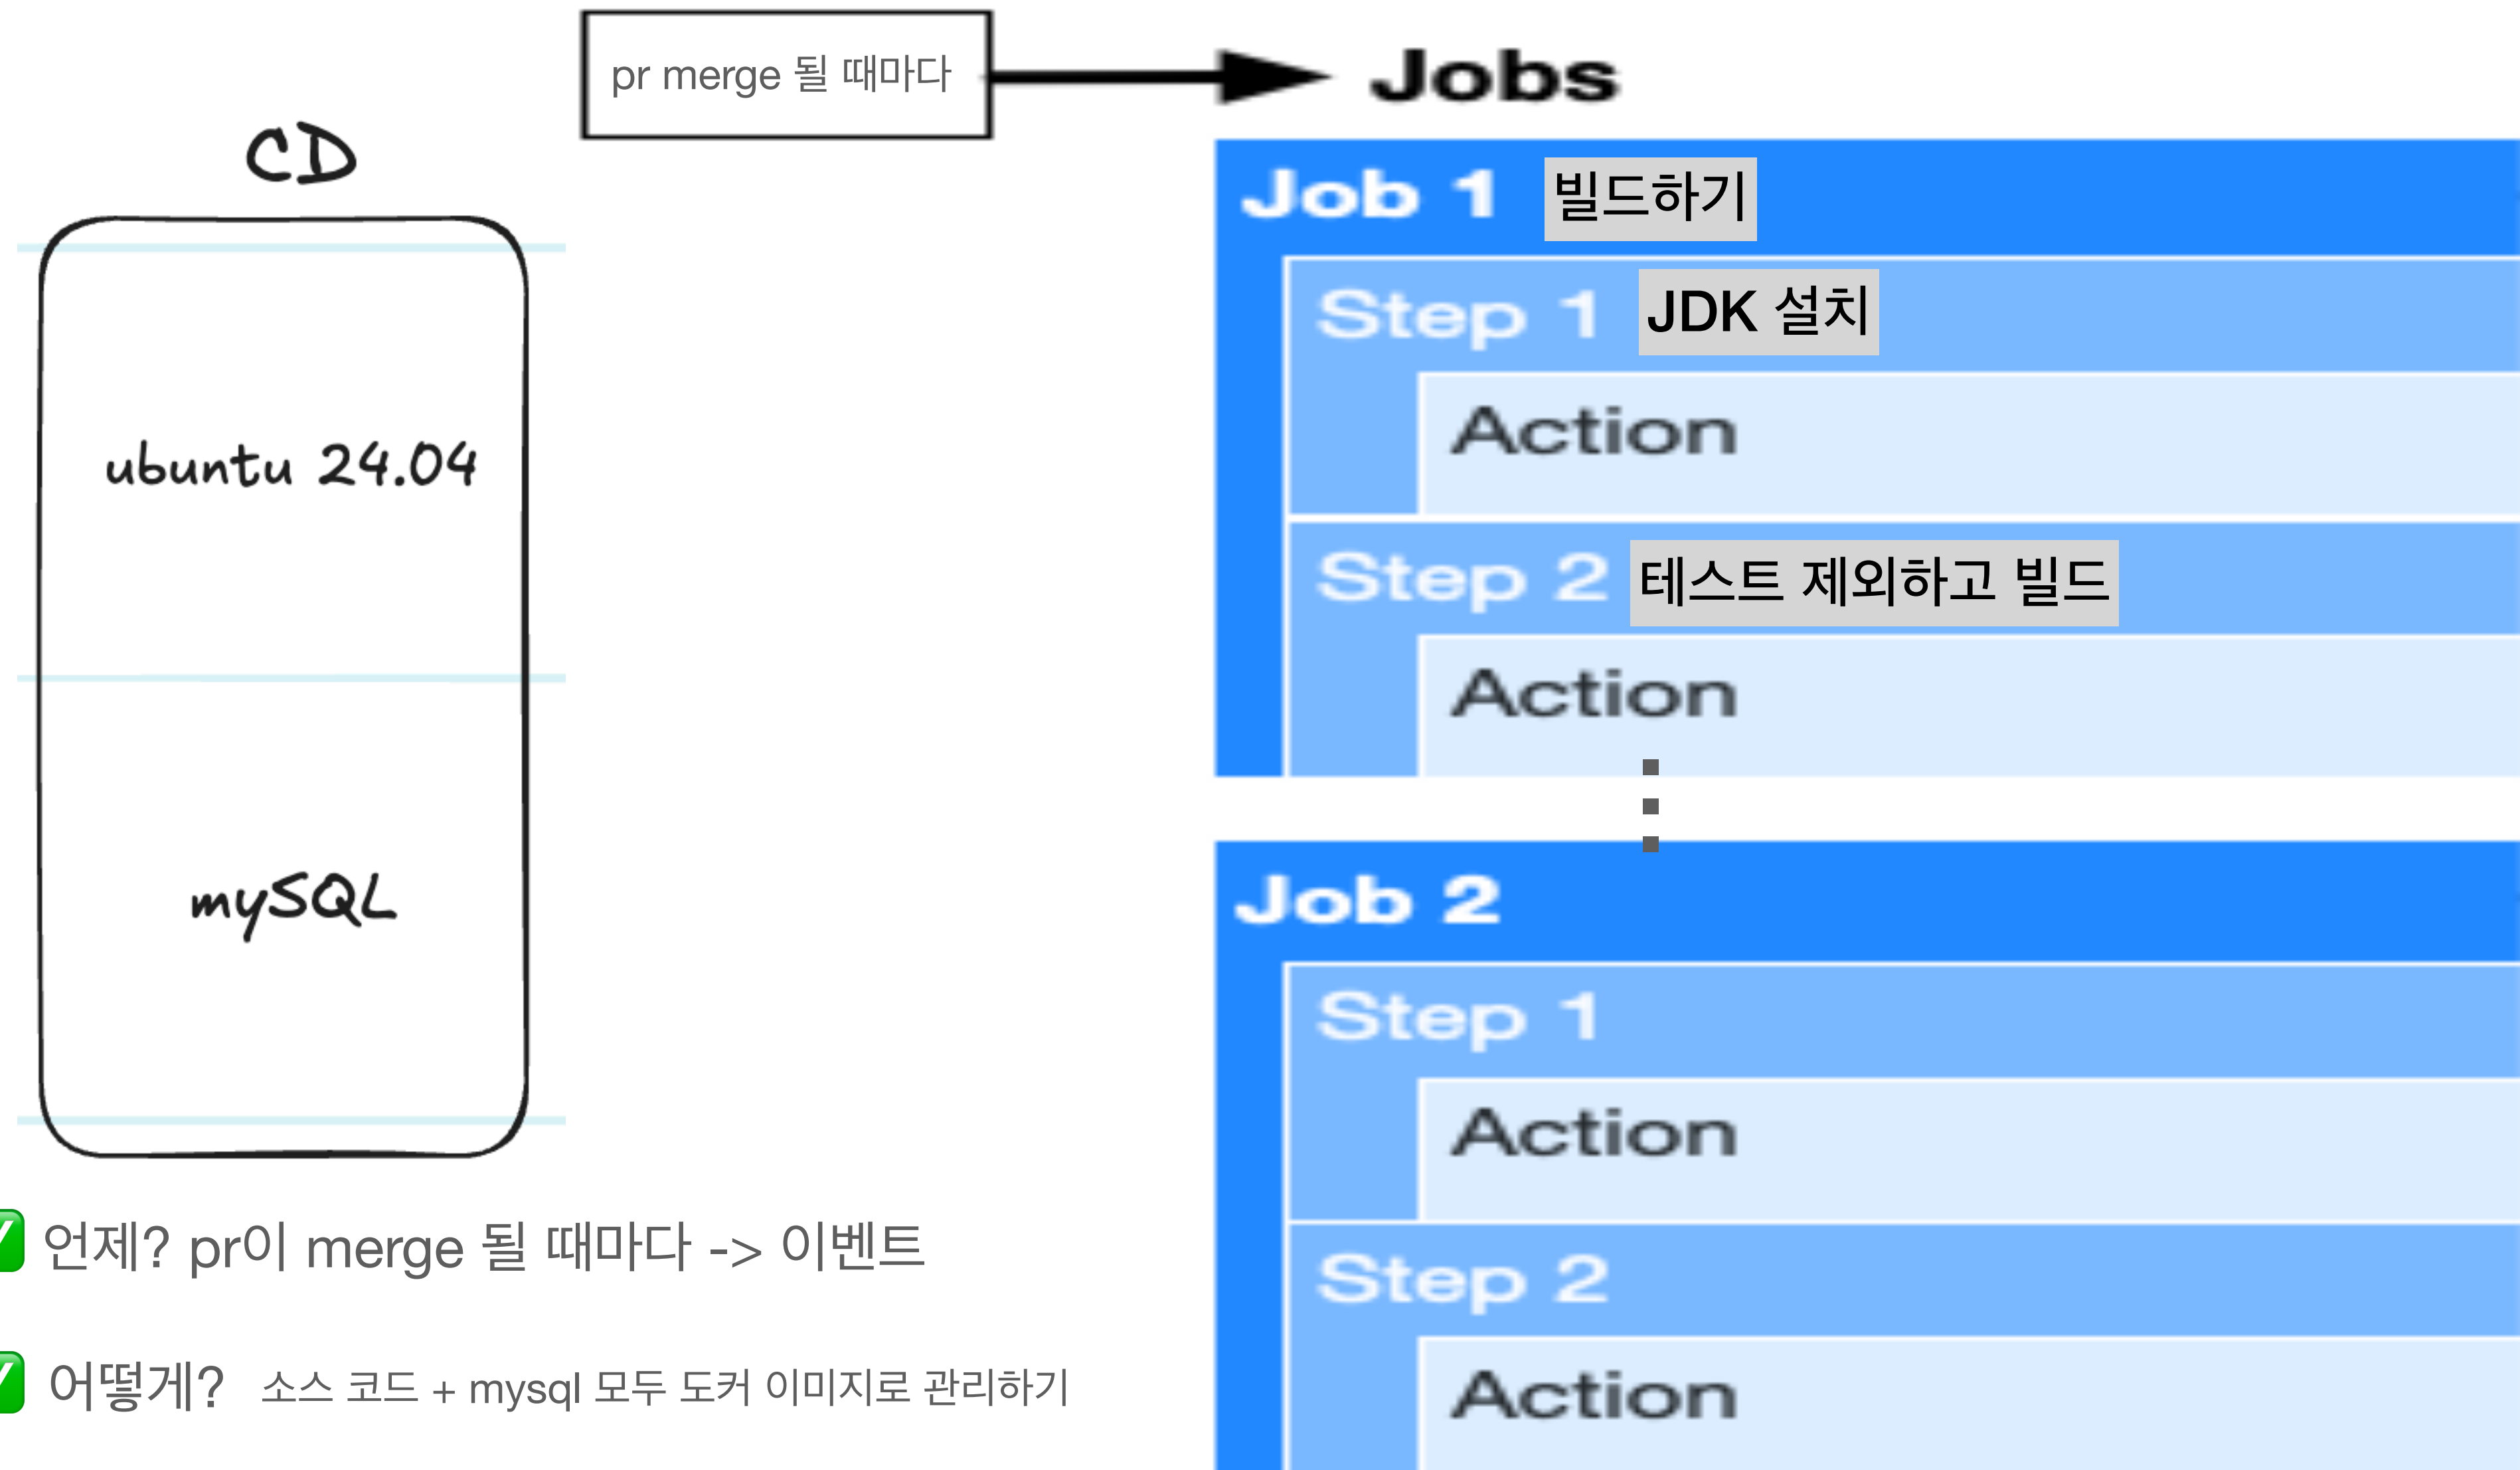 pr merge 될 때마다
Jobs
CD
ubuntu 24.04
mySQL
Job 1 빌드하기
Step 1 JDK 설치
Action
Step 2 테스트 제외하고 빌드
Action
Job 2
Step 1
Action
Step 2
Action
언제? pr이 merge 될 때마다 -> 이벤트
어떻게? 소스 코드 + mysql 모두 도커 이미지로 관리하기